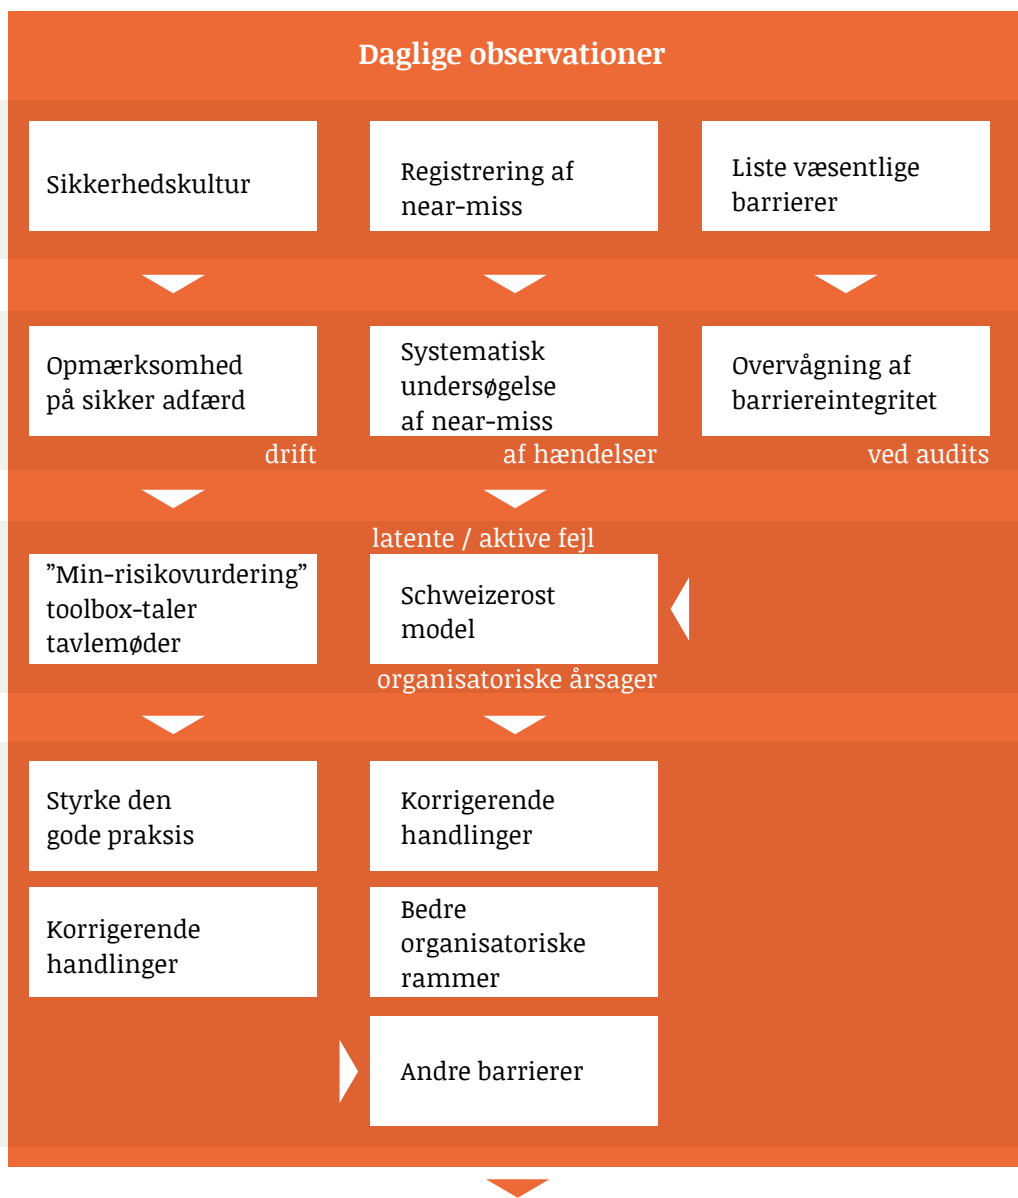 Daglige observationer
Sikkerhedskultur
Registrering af
near-miss
Liste væsentlige
barrierer
Opmærksomhed
på sikker adfærd
drift
Systematisk
undersøgelse
af near-miss
af hændelser
Overvågning af
barriereintegritet
ved audits
”Min-risikovurdering”
toolbox-taler
tavlemøder
latente / aktive fejl
Schweizerost
model
organisatoriske årsager
Styrke den
gode praksis
Korrigerende
handlinger
Korrigerende
handlinger
Bedre
organisatoriske
rammer
Andre barrierer